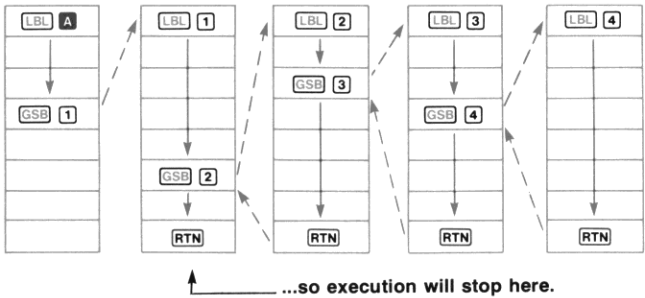 LBL A LBL 1 LBL 2 LBL 3 LBL 4
GSB 3
GSB 1 GSB 4
GSB 2
RTN RTN RTN RTN
...so execution will stop here.